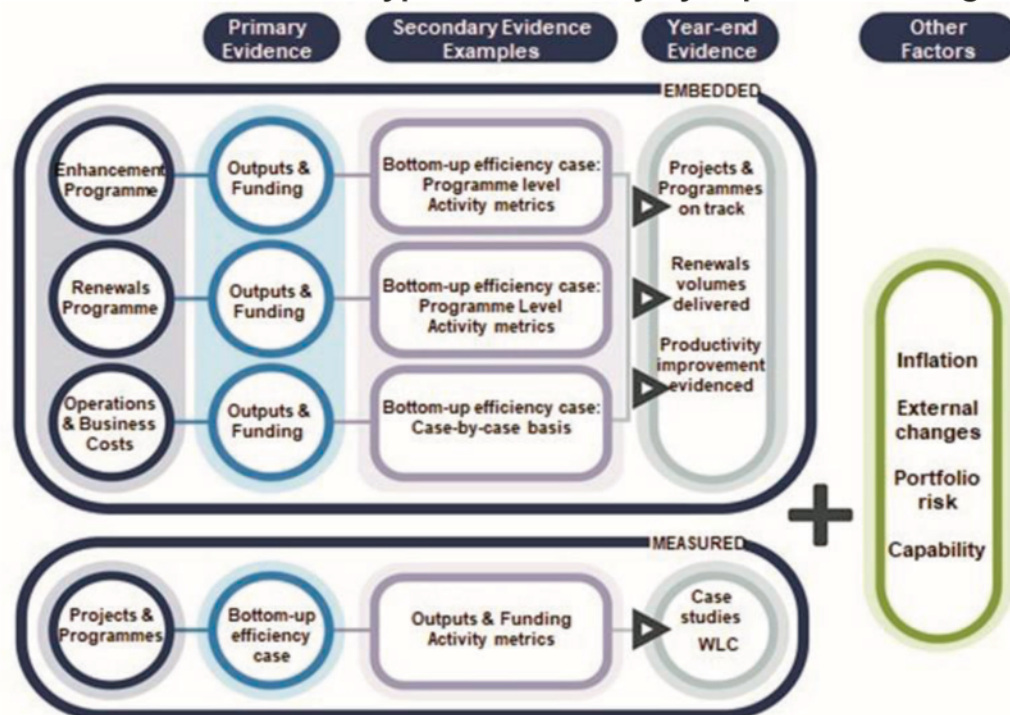 Primary
Evidence
Secondary Evidence
Examples
Year-end
Evidence
Other
Factors
EMBEDDED
Enhancement
Programme
Outputs &
Funding
Bottom-up efficiency case:
Programme level
Activity metrics
Projects &
Programmes
on track
Renewals
Programme
Outputs &
Funding
Bottom-up efficiency case:
Programme Level
Activity metrics
Renewals
volumes
delivered
Operations
& Business
Costs
Outputs &
Funding
Bottom-up efficiency case:
Case-by-case basis
Productivity
improvement
evidenced
Inflation
External
changes
Portfolio
risk
Capability
MEASURED
Projects &
Programmes
Bottom-up
efficiency
case
Outputs & Funding
Activity metrics
Case
studies
WLC